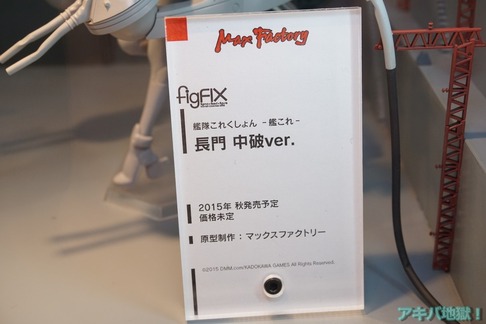 Max Factory
figFIX
艦隊これくしょん -艦これ-
長門 中破ver.
2015年 秋発売予定
価格未定
原型制作：マックスファクトリー
©2015 DMM.com/KADOKAWA GAMES All Rights Reserved.
アキバ地獄！